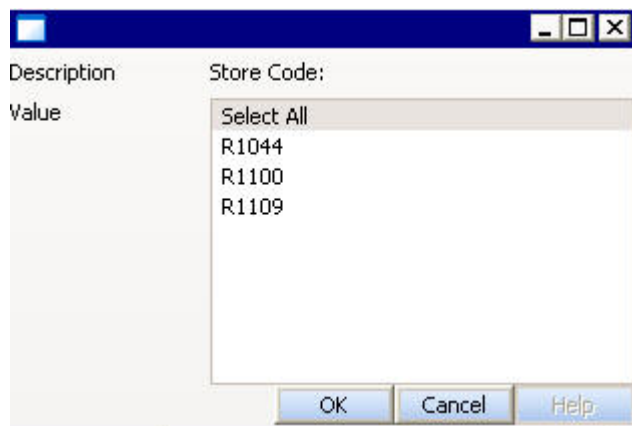 Description Store Code:
Value Select All
R1044
R1100
R1109
OK Cancel Help